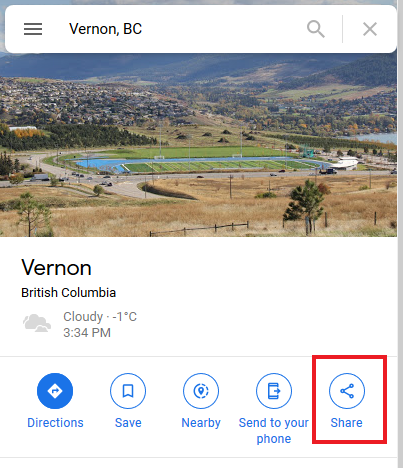 Vernon, BC
Vernon
British Columbia
Cloudy · -1°C
3:34 PM
Directions
Save
Nearby
Send to your
phone
Share